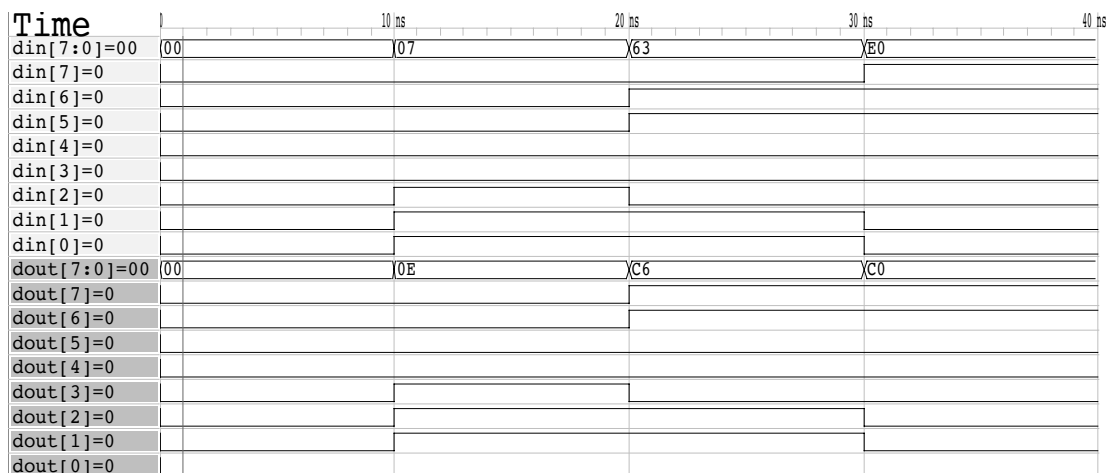 Time 0 10 ns 20 ns 30 ns 40 ns
din[7:0]=00 00 07 63 E0
din[7]=0
din[6]=0
din[5]=0
din[4]=0
din[3]=0
din[2]=0
din[1]=0
din[0]=0
dout[7:0]=00 00 0E C6 C0
dout[7]=0
dout[6]=0
dout[5]=0
dout[4]=0
dout[3]=0
dout[2]=0
dout[1]=0
dout[0]=0